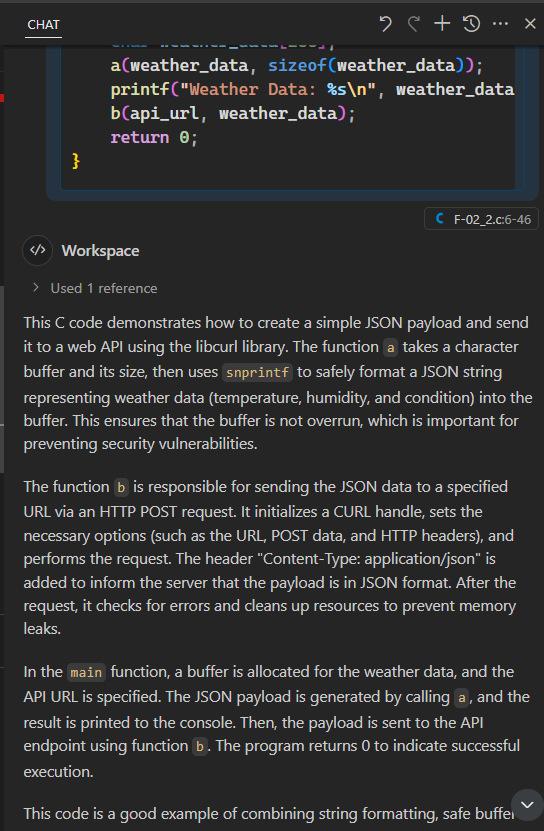 CHAT
a(weather_data, sizeof(weather_data));
printf("Weather Data: %s\n", weather_data
b(api_url, weather_data);
return 0;
}
F-02_2.c:6-46
Workspace
Used 1 reference
This C code demonstrates how to create a simple JSON payload and send
it to a web API using the libcurl library. The function a takes a character
buffer and its size, then uses snprintf to safely format a JSON string
representing weather data (temperature, humidity, and condition) into the
buffer. This ensures that the buffer is not overrun, which is important for
preventing security vulnerabilities.
The function b is responsible for sending the JSON data to a specified
URL via an HTTP POST request. It initializes a CURL handle, sets the
necessary options (such as the URL, POST data, and HTTP headers), and
performs the request. The header "Content-Type: application/json" is
added to inform the server that the payload is in JSON format. After the
request, it checks for errors and cleans up resources to prevent memory
leaks.
In the main function, a buffer is allocated for the weather data, and the
API URL is specified. The JSON payload is generated by calling a, and the
result is printed to the console. Then, the payload is sent to the API
endpoint using function b. The program returns 0 to indicate successful
execution.
This code is a good example of combining string formatting, safe buffer